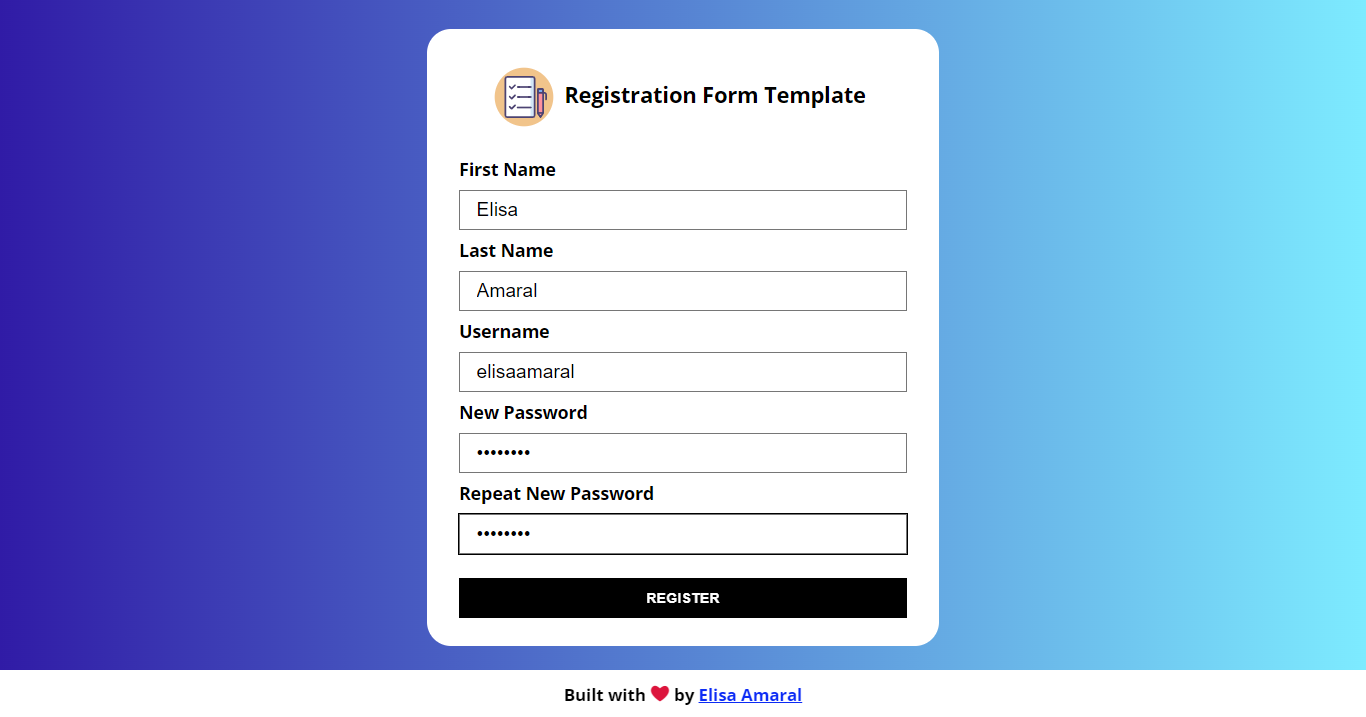 Registration Form Template
First Name
Elisa
Last Name
Amaral
Username
elisaamaral
New Password
••••••••
Repeat New Password
••••••••
REGISTER
Built with ❤ by Elisa Amaral